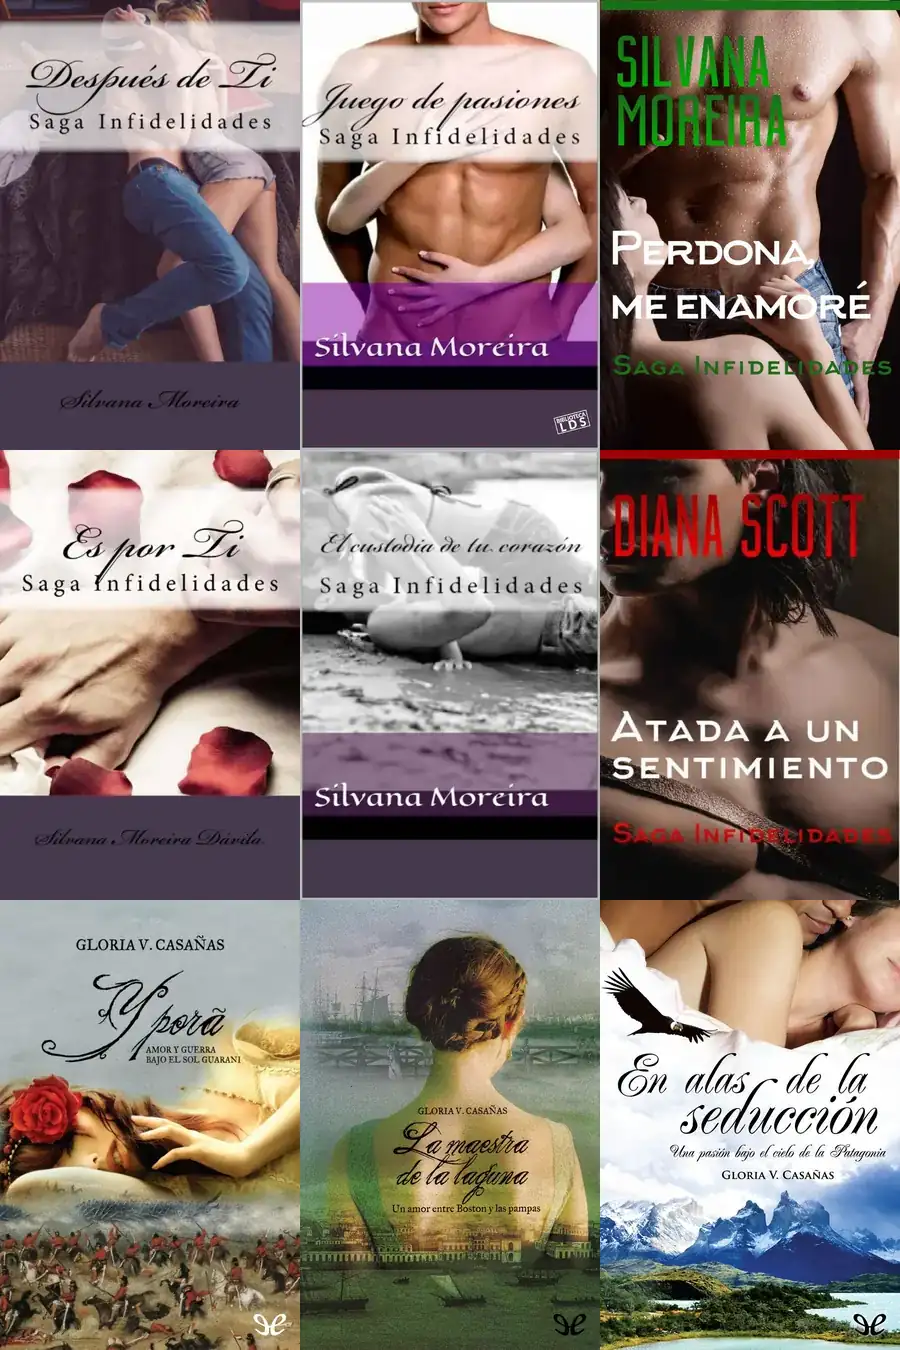 Después de Ti
Saga Infidelidades
Silvana Moreira
Juego de pasiones
Saga Infidelidades
Silvana Moreira
BIBLIOTECA
LDS
SILVANA
MOREIRA
PERDONA,
ME ENAMORÉ
SAGA INFIDELIDADES
Es por Ti
Saga Infidelidades
Silvana Moreira Dávila
El custodia de tu corazón
Saga Infidelidades
Silvana Moreira
DIANA SCOTT
ATADA A UN
SENTIMIENTO
SAGA INFIDELIDADES
GLORIA V. CASAÑAS
Y porã
AMOR Y GUERRA
BAJO EL SOL GUARANI
GLORIA V. CASAÑAS
La maestra
de la laguna
Un amor entre Boston y las pampas
En alas de la
seducción
Una pasión bajo el cielo de la Patagonia
GLORIA V. CASAÑAS